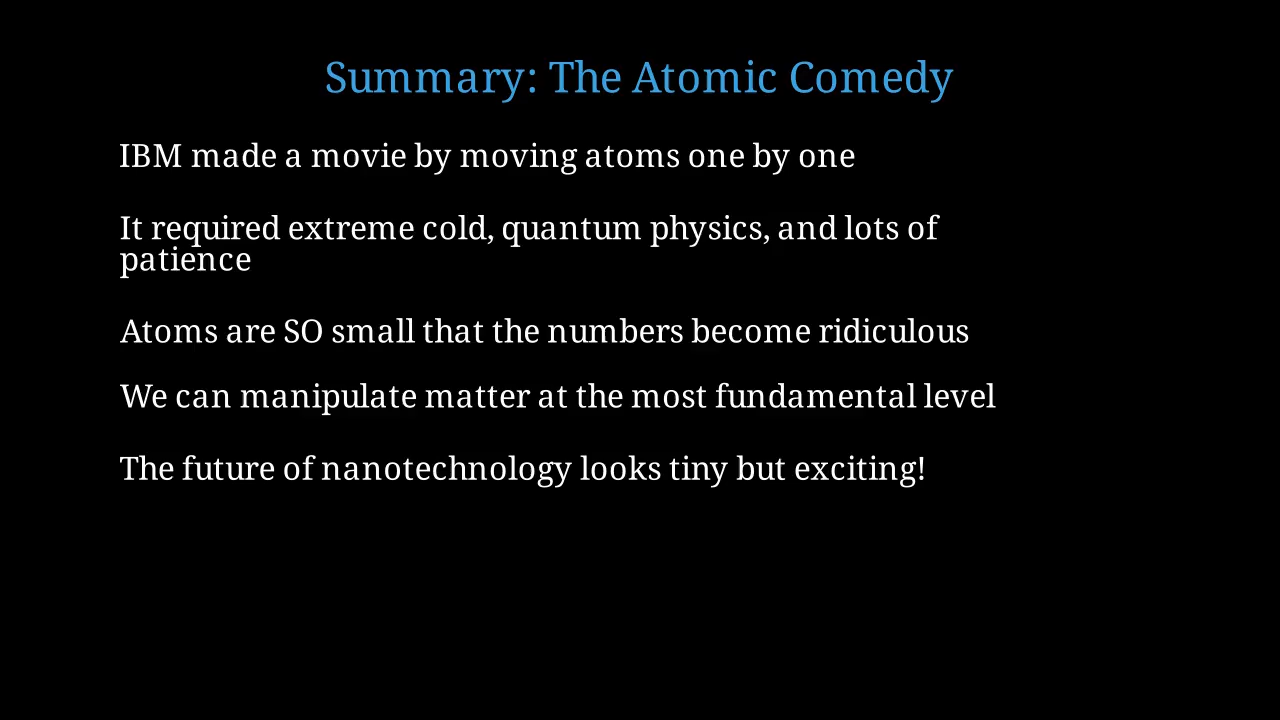 Summary: The Atomic Comedy
IBM made a movie by moving atoms one by one
It required extreme cold, quantum physics, and lots of
patience
Atoms are SO small that the numbers become ridiculous
We can manipulate matter at the most fundamental level
The future of nanotechnology looks tiny but exciting!